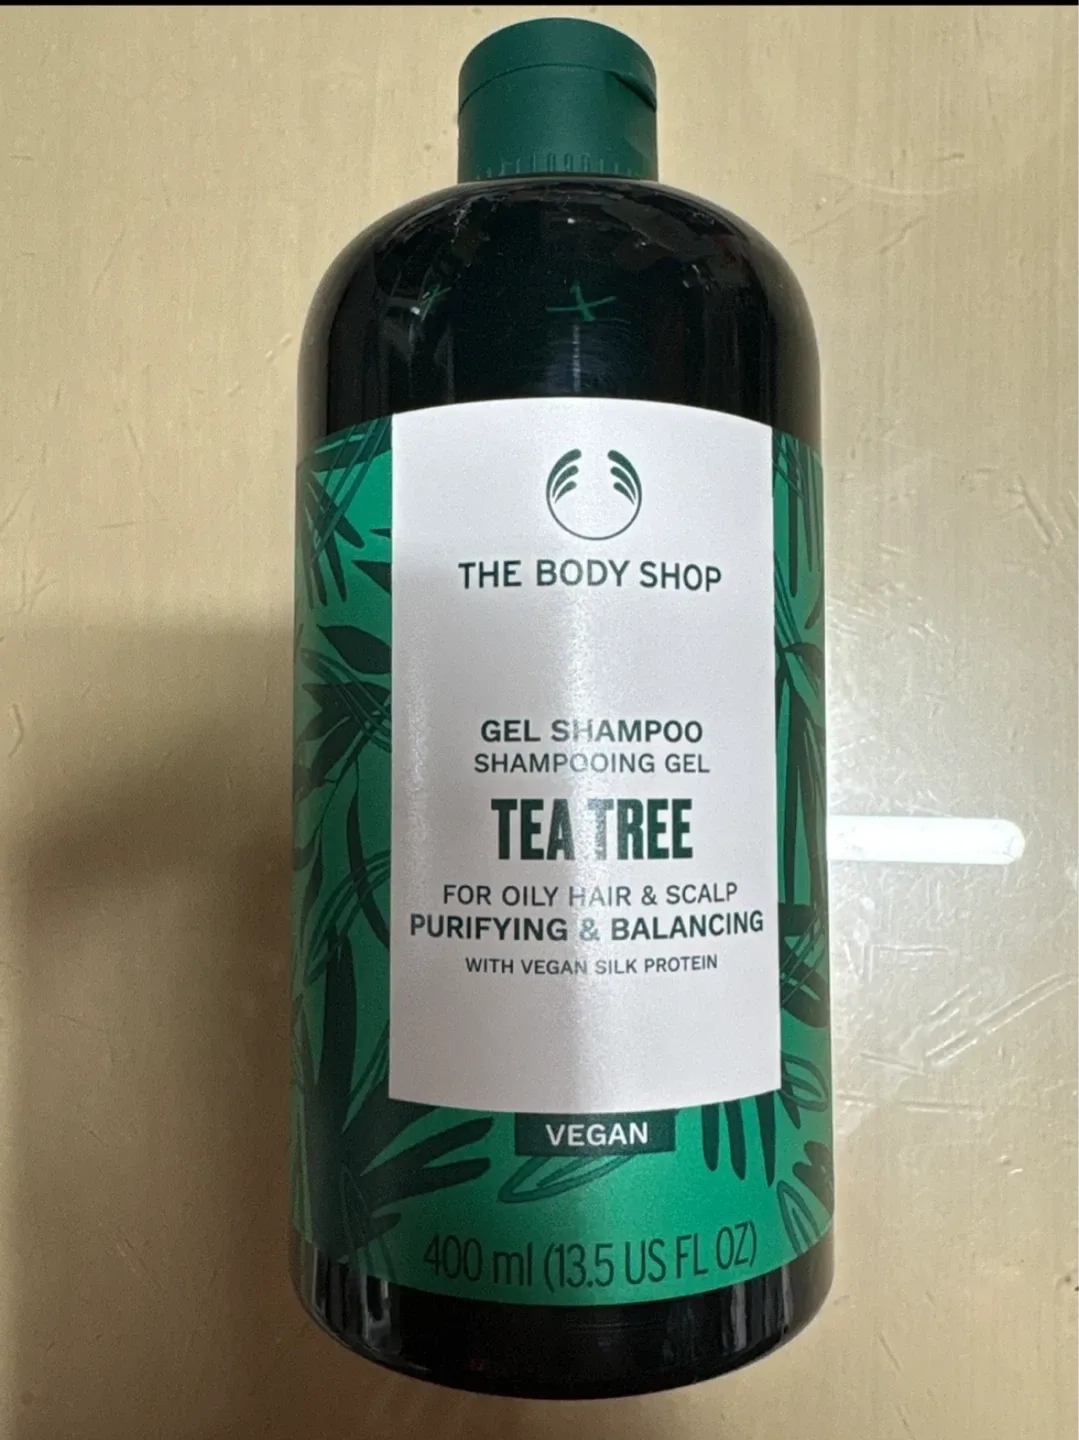 THE BODY SHOP
GEL SHAMPOO
SHAMPOOING GEL
TEA TREE
FOR OILY HAIR & SCALP
PURIFYING & BALANCING
WITH VEGAN SILK PROTEIN
VEGAN
400 ml (13.5 US FL OZ)